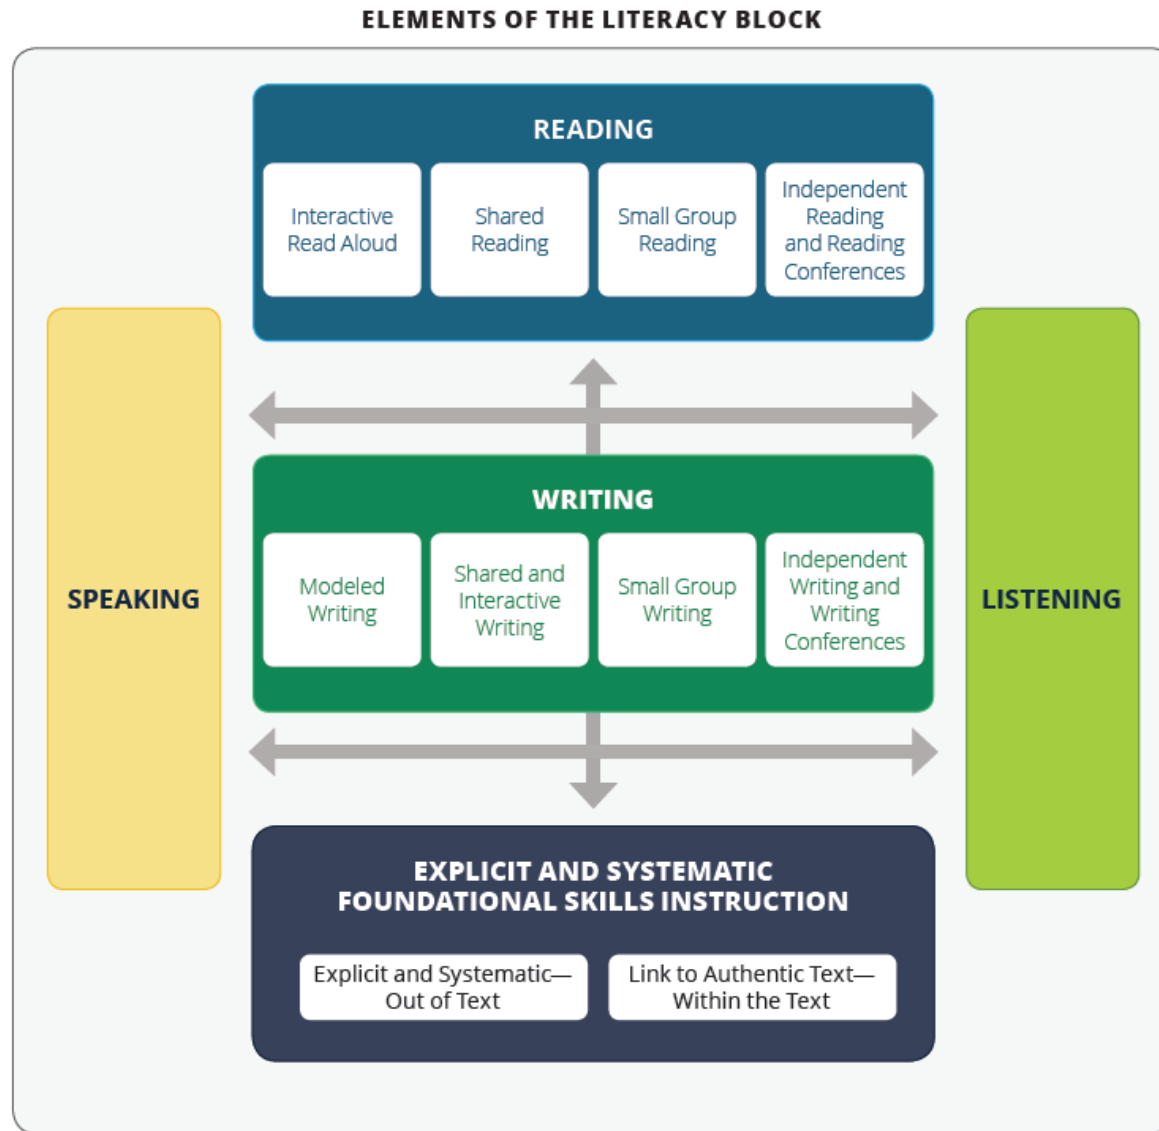 ELEMENTS OF THE LITERACY BLOCK
READING
Interactive
Read Aloud
Shared
Reading
Small Group
Reading
Independent
Reading
and Reading
Conferences
SPEAKING
WRITING
Modeled
Writing
Shared and
Interactive
Writing
Small Group
Writing
Independent
Writing and
Writing
Conferences
LISTENING
EXPLICIT AND SYSTEMATIC
FOUNDATIONAL SKILLS INSTRUCTION
Explicit and Systematic—
Out of Text
Link to Authentic Text—
Within the Text